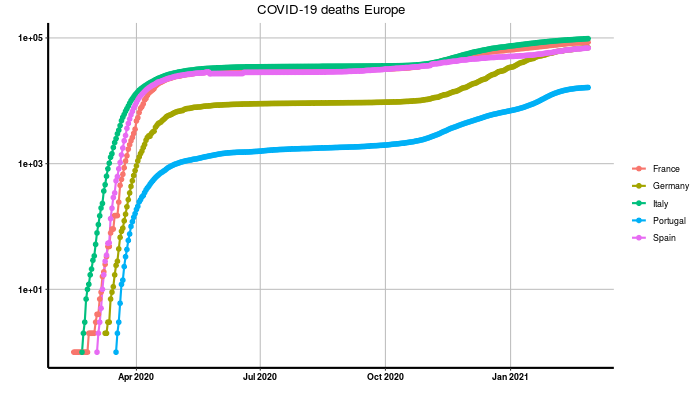 COVID-19 deaths Europe
1e+05
1e+03
1e+01
Apr 2020
Jul 2020
Oct 2020
Jan 2021
France
Germany
Italy
Portugal
Spain